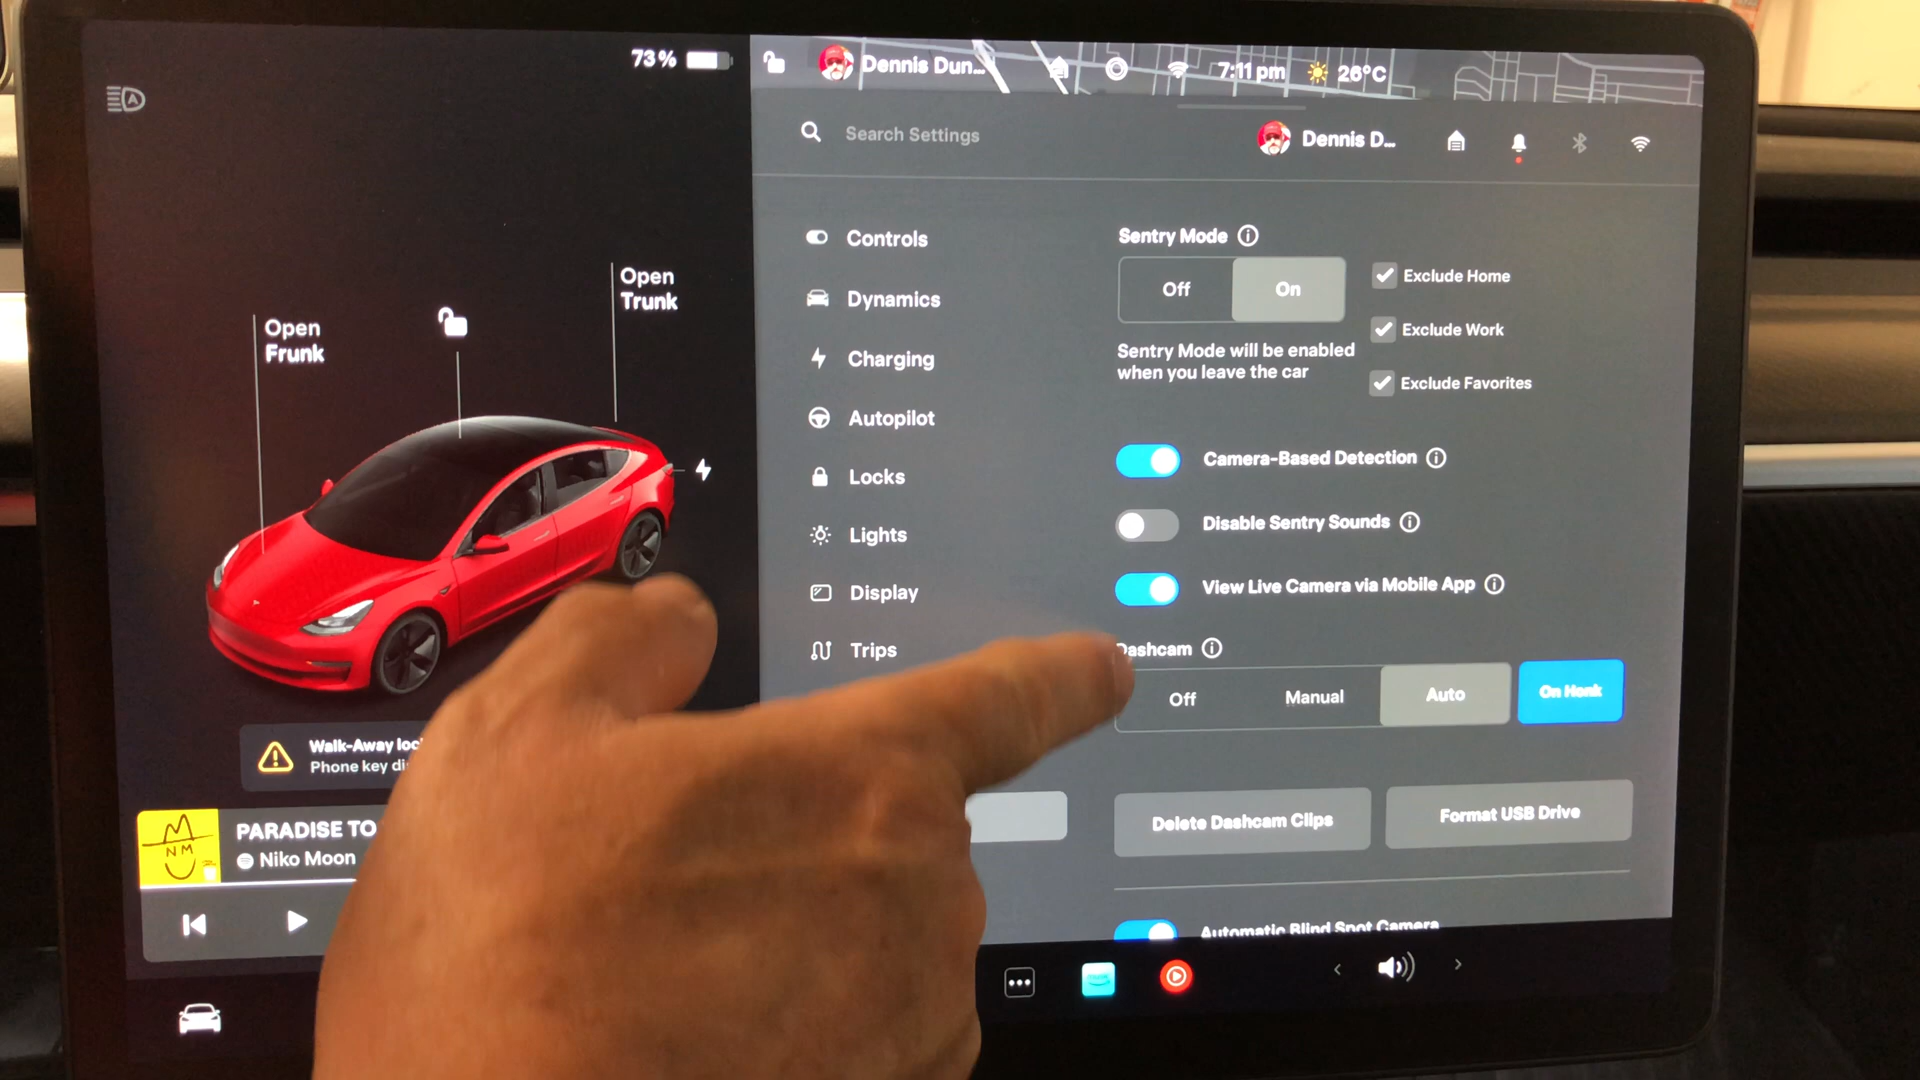 73%
Dennis Dun...
7:11 pm
26°C
Search Settings
Dennis D...
Open
Frunk
Open
Trunk
Controls
Dynamics
Charging
Autopilot
Locks
Lights
Display
Trips
Sentry Mode
Off
On
Exclude Home
Exclude Work
Exclude Favorites
Sentry Mode will be enabled
when you leave the car
Camera-Based Detection
Disable Sentry Sounds
View Live Camera via Mobile App
Dashcam
Off
Manual
Auto
On Honk
Delete Dashcam Clips
Format USB Drive
Automatic Blind Spot Camera
Walk-Away
Phone key
PARADISE TO
Niko Moon
NM